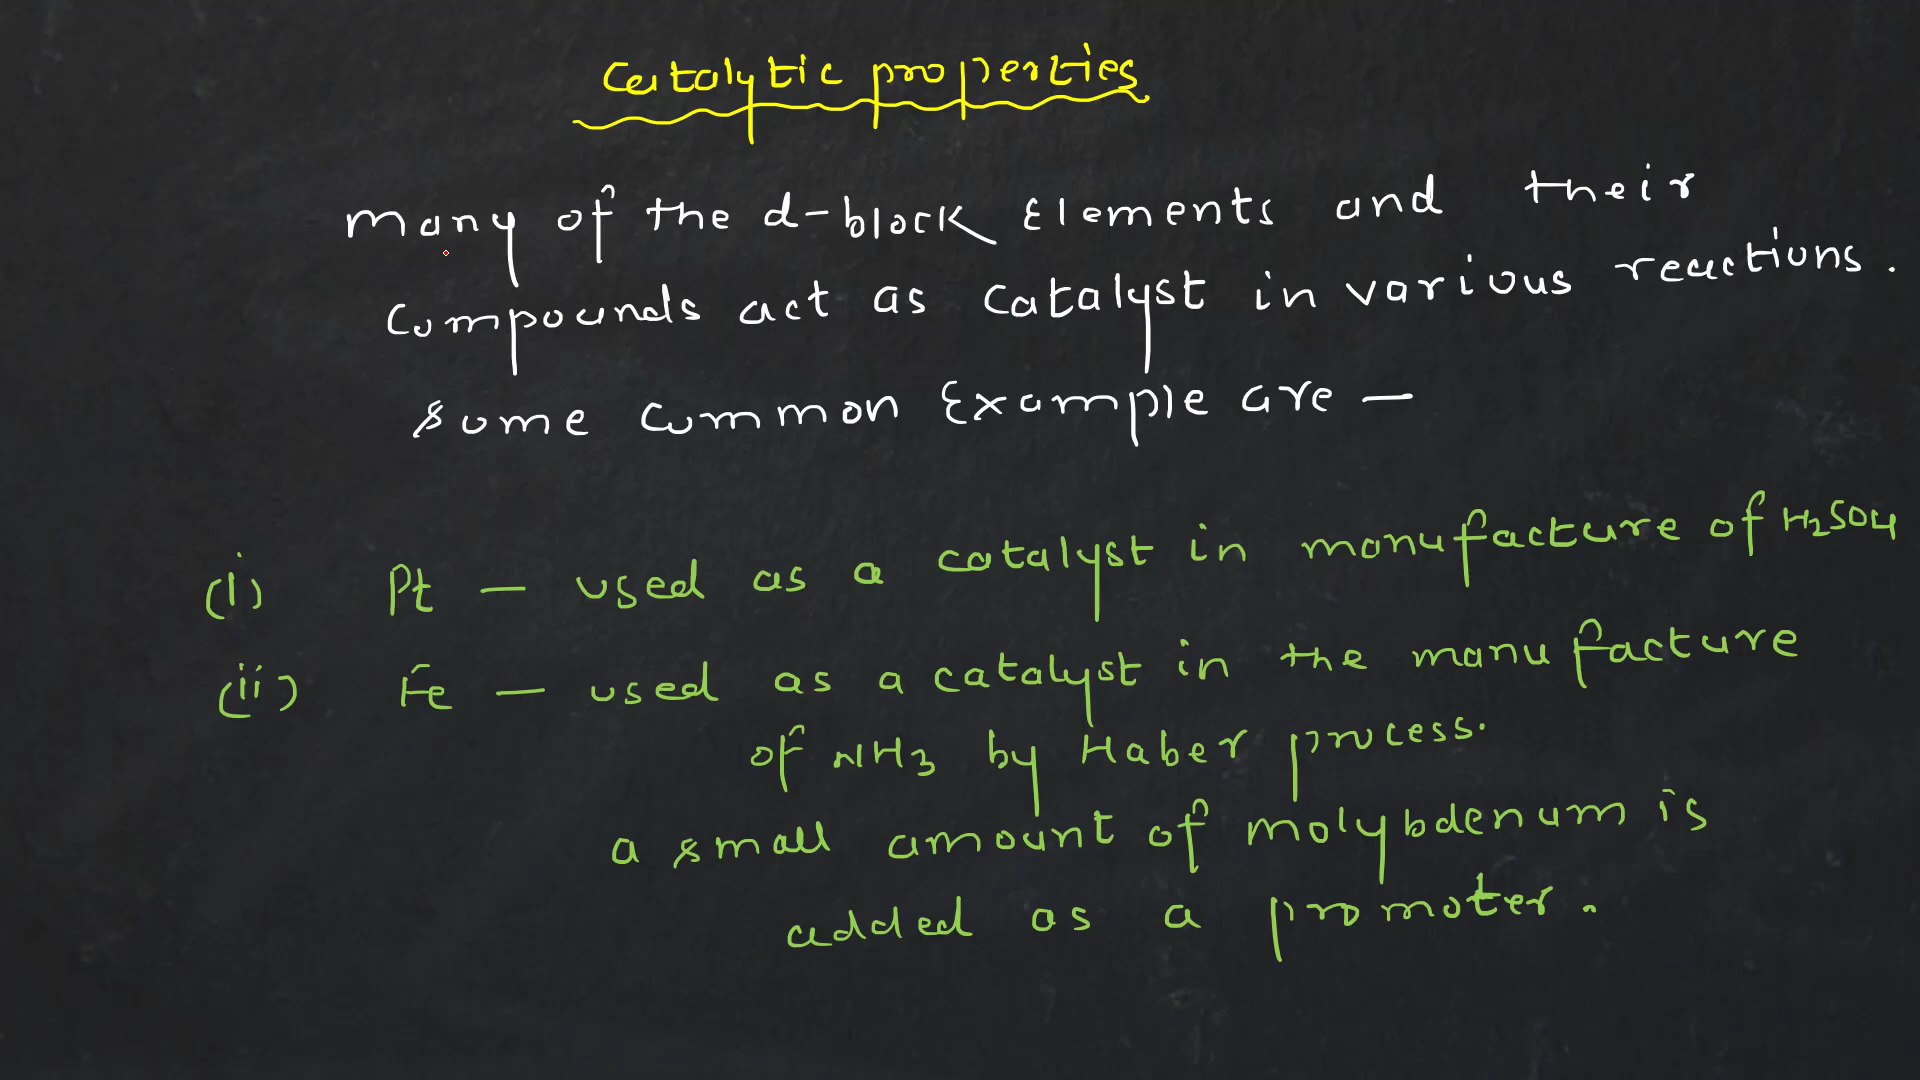 Catalytic properties
many of the d-block Elements and their
Compounds act as catalyst in various reactions.
some common Example are —
(i) Pt — used as a catalyst in manufacture of H2SO4
(ii) Fe — used as a catalyst in the manufacture
of NH3 by Haber process.
a small amount of molybdenum is
added as a promoter.